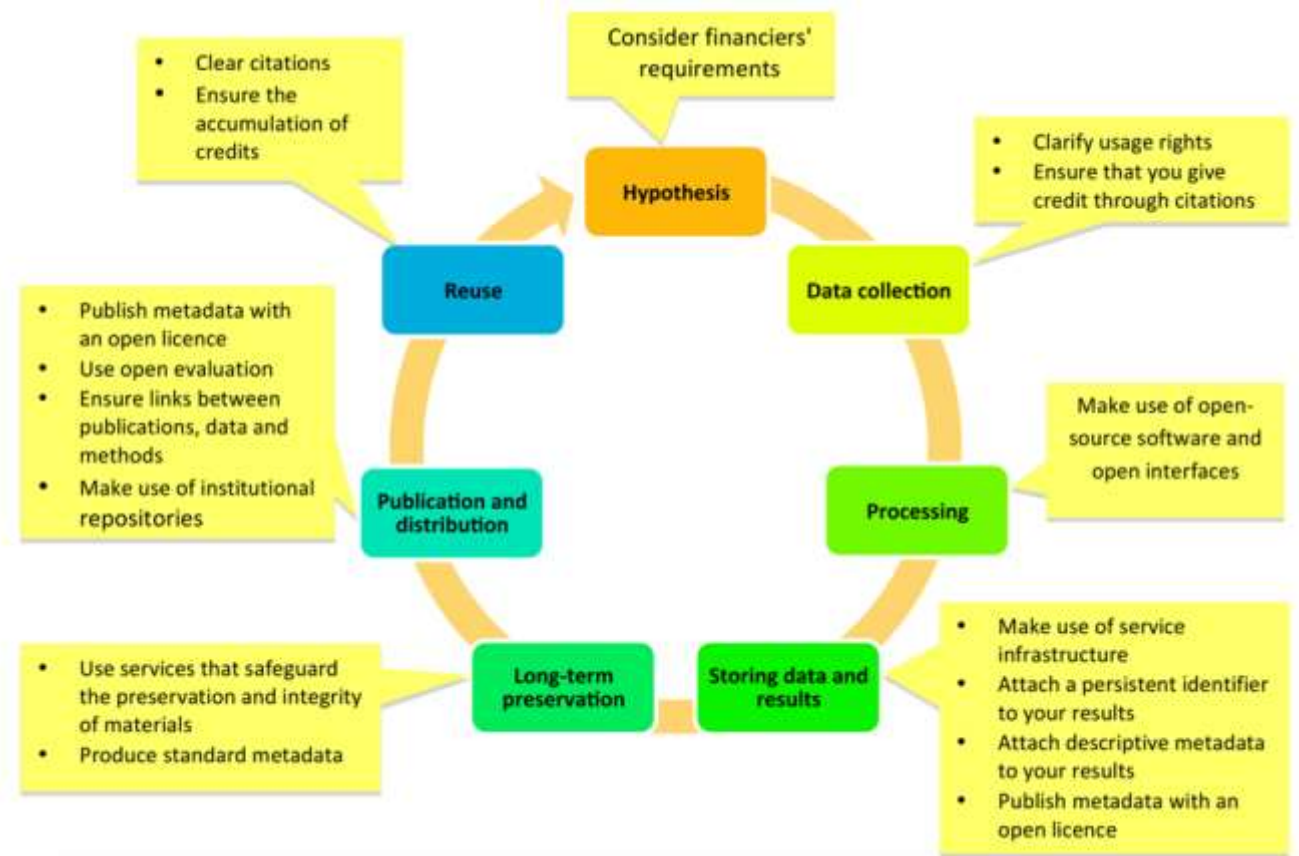 Consider financiers'
requirements
• Clear citations
• Ensure the
accumulation of
credits
• Clarify usage rights
• Ensure that you give
credit through citations
Hypothesis
Reuse
Data collection
• Publish metadata with
an open licence
• Use open evaluation
• Ensure links between
publications, data and
methods
• Make use of institutional
repositories
Make use of open-
source software and
open interfaces
Publication and
distribution
Processing
• Use services that safeguard
the preservation and integrity
of materials
• Produce standard metadata
Long-term
preservation
Storing data and
results
• Make use of service
infrastructure
• Attach a persistent identifier
to your results
• Attach descriptive metadata
to your results
• Publish metadata with an
open licence